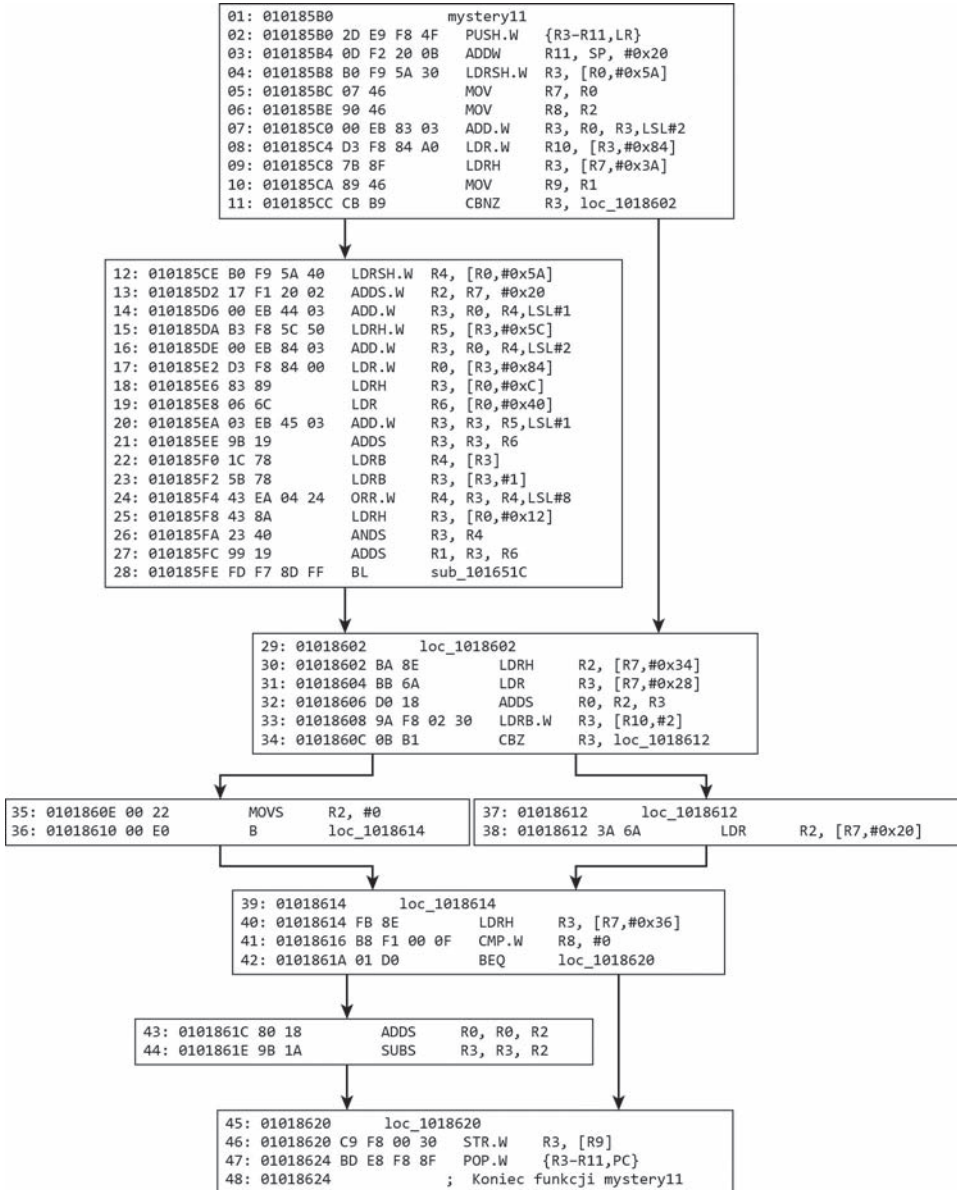 01: 010185B0 mystery11
02: 010185B0 2D E9 F8 4F PUSH.W {R3-R11,LR}
03: 010185B4 0D F2 20 0B ADDW R11, SP, #0x20
04: 010185B8 B0 F9 5A 30 LDRSH.W R3, [R0,#0x5A]
05: 010185BC 07 46 MOV R7, R0
06: 010185BE 90 46 MOV R8, R2
07: 010185C0 00 EB 83 03 ADD.W R3, R0, R3,LSL#2
08: 010185C4 D3 F8 84 A0 LDR.W R10, [R3,#0x84]
09: 010185C8 7B 8F LDRH R3, [R7,#0x3A]
10: 010185CA 89 46 MOV R9, R1
11: 010185CC CB B9 CBNZ R3, loc_1018602
12: 010185CE B0 F9 5A 40 LDRSH.W R4, [R0,#0x5A]
13: 010185D2 17 F1 20 02 ADDS.W R2, R7, #0x20
14: 010185D6 00 EB 44 03 ADD.W R3, R0, R4,LSL#1
15: 010185DA B3 F8 5C 50 LDRH.W R5, [R3,#0x5C]
16: 010185DE 00 EB 84 03 ADD.W R3, R0, R4,LSL#2
17: 010185E2 D3 F8 84 00 LDR.W R0, [R3,#0x84]
18: 010185E6 83 89 LDRH R3, [R0,#0xC]
19: 010185E8 06 6C LDR R6, [R0,#0x40]
20: 010185EA 03 EB 45 03 ADD.W R3, R3, R5,LSL#1
21: 010185EE 9B 19 ADDS R3, R3, R6
22: 010185F0 1C 78 LDRB R4, [R3]
23: 010185F2 5B 78 LDRB R3, [R3,#1]
24: 010185F4 43 EA 04 24 ORR.W R4, R3, R4,LSL#8
25: 010185F8 43 8A LDRH R3, [R0,#0x12]
26: 010185FA 23 40 ANDS R3, R4
27: 010185FC 99 19 ADDS R1, R3, R6
28: 010185FE FD F7 8D FF BL sub_101651C
29: 01018602 loc_1018602
30: 01018602 BA 8E LDRH R2, [R7,#0x34]
31: 01018604 BB 6A LDR R3, [R7,#0x28]
32: 01018606 D0 18 ADDS R0, R2, R3
33: 01018608 9A F8 02 30 LDRB.W R3, [R10,#2]
34: 0101860C 0B B1 CBZ R3, loc_1018612
35: 0101860E 00 22 MOVS R2, #0
36: 01018610 00 E0 B loc_1018614
37: 01018612 loc_1018612
38: 01018612 3A 6A LDR R2, [R7,#0x20]
39: 01018614 loc_1018614
40: 01018614 FB 8E LDRH R3, [R7,#0x36]
41: 01018616 B8 F1 00 0F CMP.W R8, #0
42: 0101861A 01 D0 BEQ loc_1018620
43: 0101861C 80 18 ADDS R0, R0, R2
44: 0101861E 9B 1A SUBS R3, R3, R2
45: 01018620 loc_1018620
46: 01018620 C9 F8 00 30 STR.W R3, [R9]
47: 01018624 BD E8 F8 8F POP.W {R3-R11,PC}
48: 01018624 ; Koniec funkcji mystery11